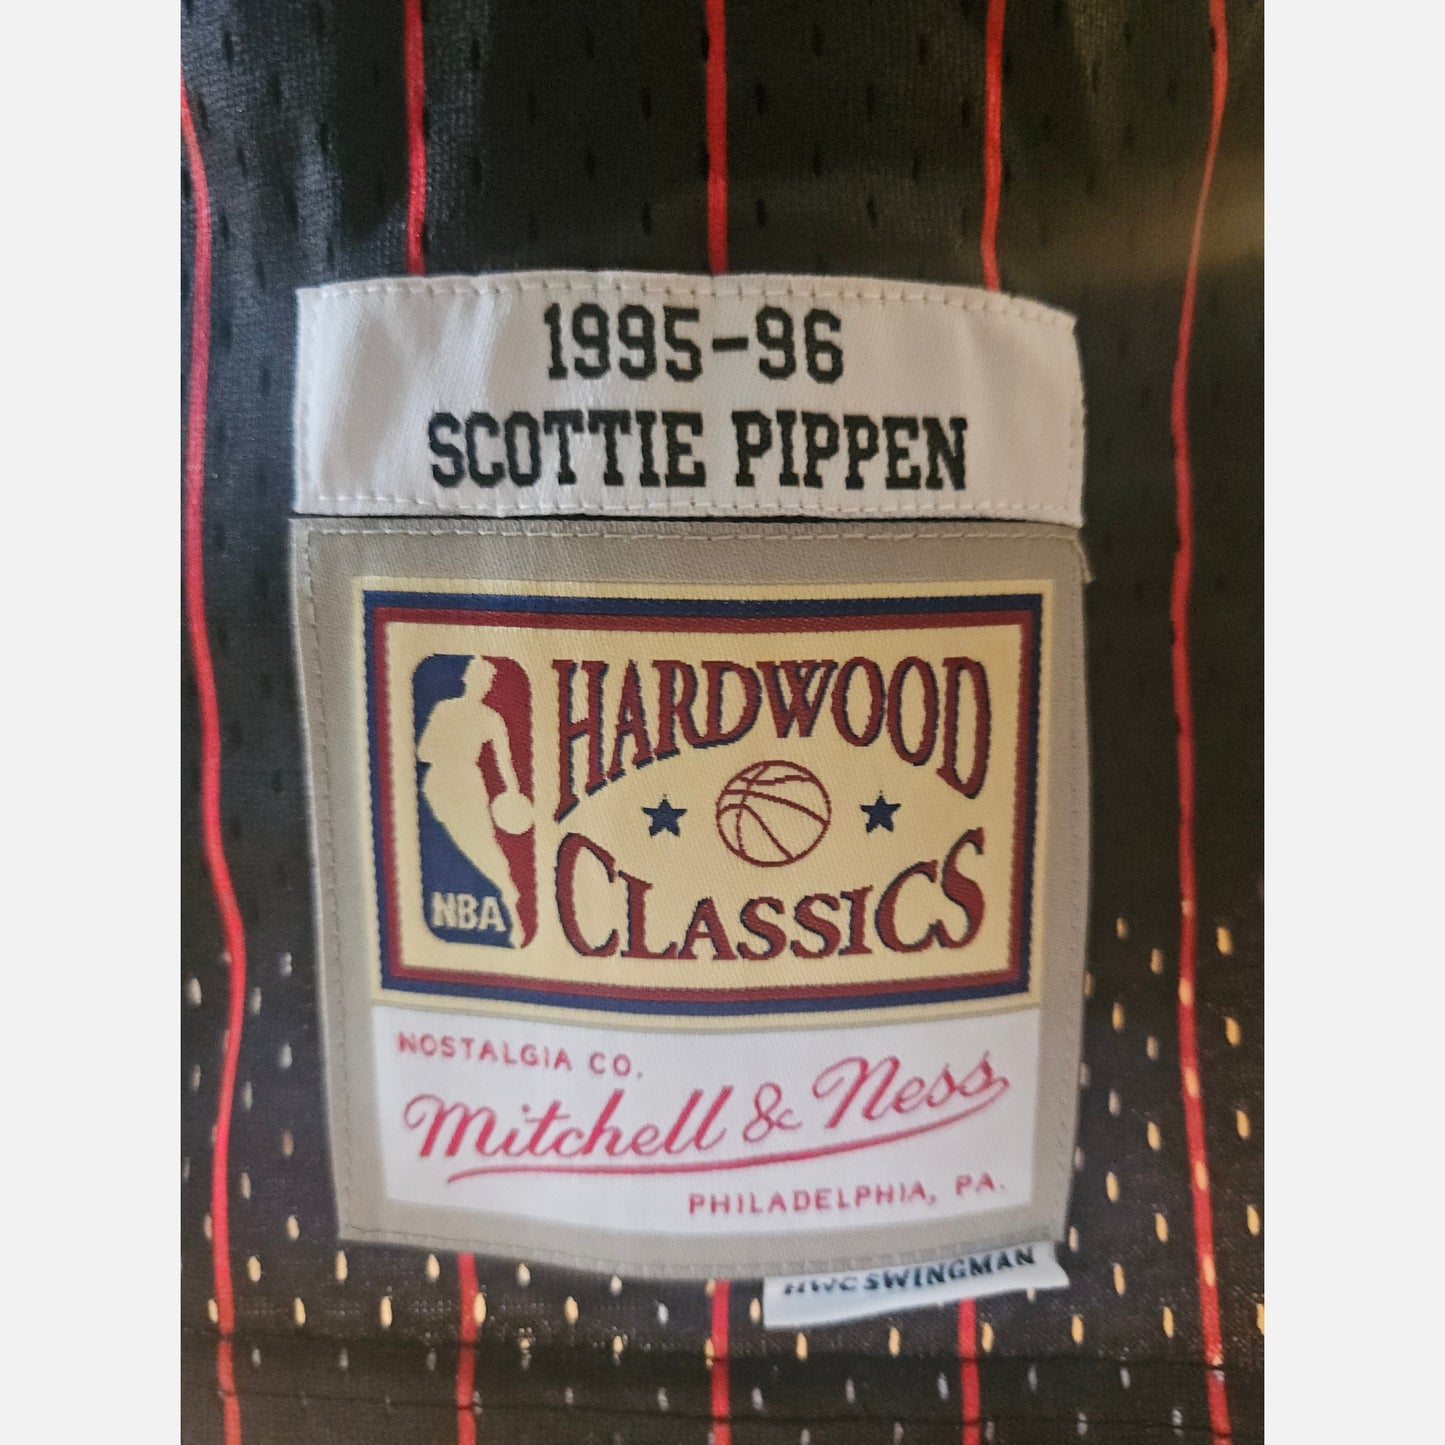 1995-96
SCOTTIE PIPPEN
HARDWOOD
CLASSICS
NBA
NOSTALGIA CO.
Mitchell & Ness
PHILADELPHIA, PA.
HWC SWINGMAN